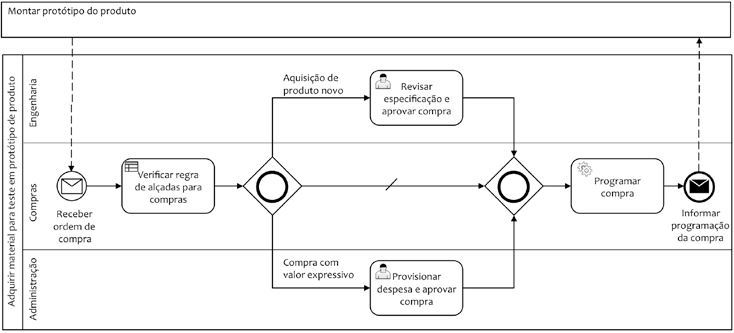 Montar protótipo do produto
Adquirir material para teste em protótipo de produto
Engenharia
Aquisição de
produto novo
Revisar
especificação e
aprovar compra
Compras
Receber
ordem de
compra
Verificar regra
de alçadas para
compras
Programar
compra
Informar
programação
da compra
Administração
Compra com
valor expressivo
Provisionar
despesa e aprovar
compra